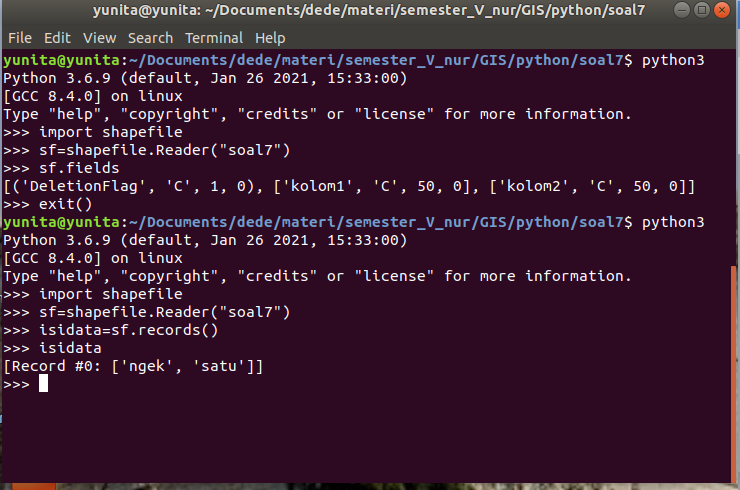 yunita@yunita: ~/Documents/dede/materi/semester_V_nur/GIS/python/soal7
File Edit View Search Terminal Help
yunita@yunita:~/Documents/dede/materi/semester_V_nur/GIS/python/soal7$ python3
Python 3.6.9 (default, Jan 26 2021, 15:33:00)
[GCC 8.4.0] on linux
Type "help", "copyright", "credits" or "license" for more information.
>>> import shapefile
>>> sf=shapefile.Reader("soal7")
>>> sf.fields
[('DeletionFlag', 'C', 1, 0), ['kolom1', 'C', 50, 0], ['kolom2', 'C', 50, 0]]
>>> exit()
yunita@yunita:~/Documents/dede/materi/semester_V_nur/GIS/python/soal7$ python3
Python 3.6.9 (default, Jan 26 2021, 15:33:00)
[GCC 8.4.0] on linux
Type "help", "copyright", "credits" or "license" for more information.
>>> import shapefile
>>> sf=shapefile.Reader("soal7")
>>> isidata=sf.records()
>>> isidata
[Record #0: ['ngek', 'satu']]
>>>